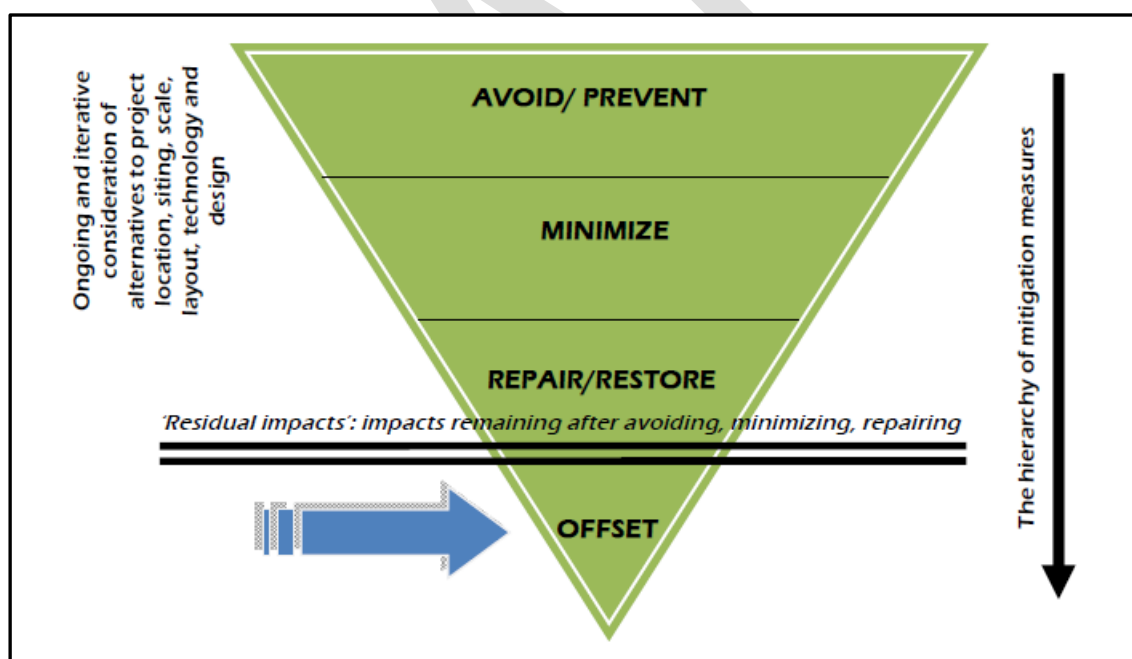 Ongoing and iterative
consideration of
alternatives to project
location, siting, scale,
layout, technology and
design
AVOID/ PREVENT
MINIMIZE
REPAIR/RESTORE
'Residual impacts': impacts remaining after avoiding, minimizing, repairing
OFFSET
The hierarchy of mitigation measures